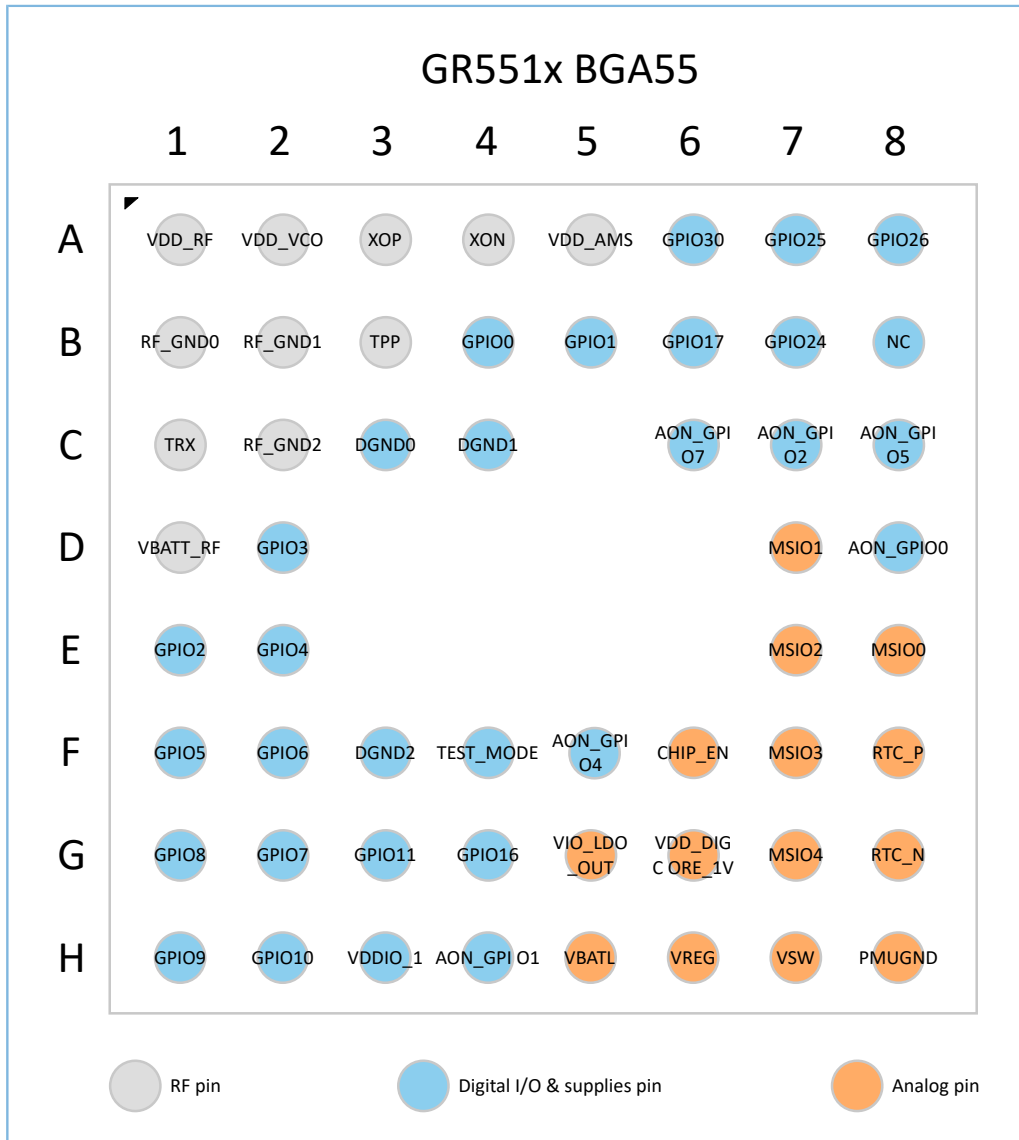 GR551x BGA55
1 2 3 4 5 6 7 8
A VDD_RF VDD_VCO XOP XON VDD_AMS GPIO30 GPIO25 GPIO26
B RF_GND0 RF_GND1 TPP GPIO0 GPIO1 GPIO17 GPIO24 NC
C TRX RF_GND2 DGND0 DGND1 AON_GPI AON_GPI AON_GPI
O7 O2 O5
D VBATT_RF GPIO3 MSIO1 AON_GPIO0
E GPIO2 GPIO4 MSIO2 MSIO0
F GPIO5 GPIO6 DGND2 TEST_MODE AON_GPI CHIP_EN MSIO3 RTC_P
O4
G GPIO8 GPIO7 GPIO11 GPIO16 VIO_LDO VDD_DIG MSIO4 RTC_N
_OUT C ORE_1V
H GPIO9 GPIO10 VDDIO_1 AON_GPI O1 VBATL VREG VSW PMUGND
RF pin Digital I/O & supplies pin Analog pin